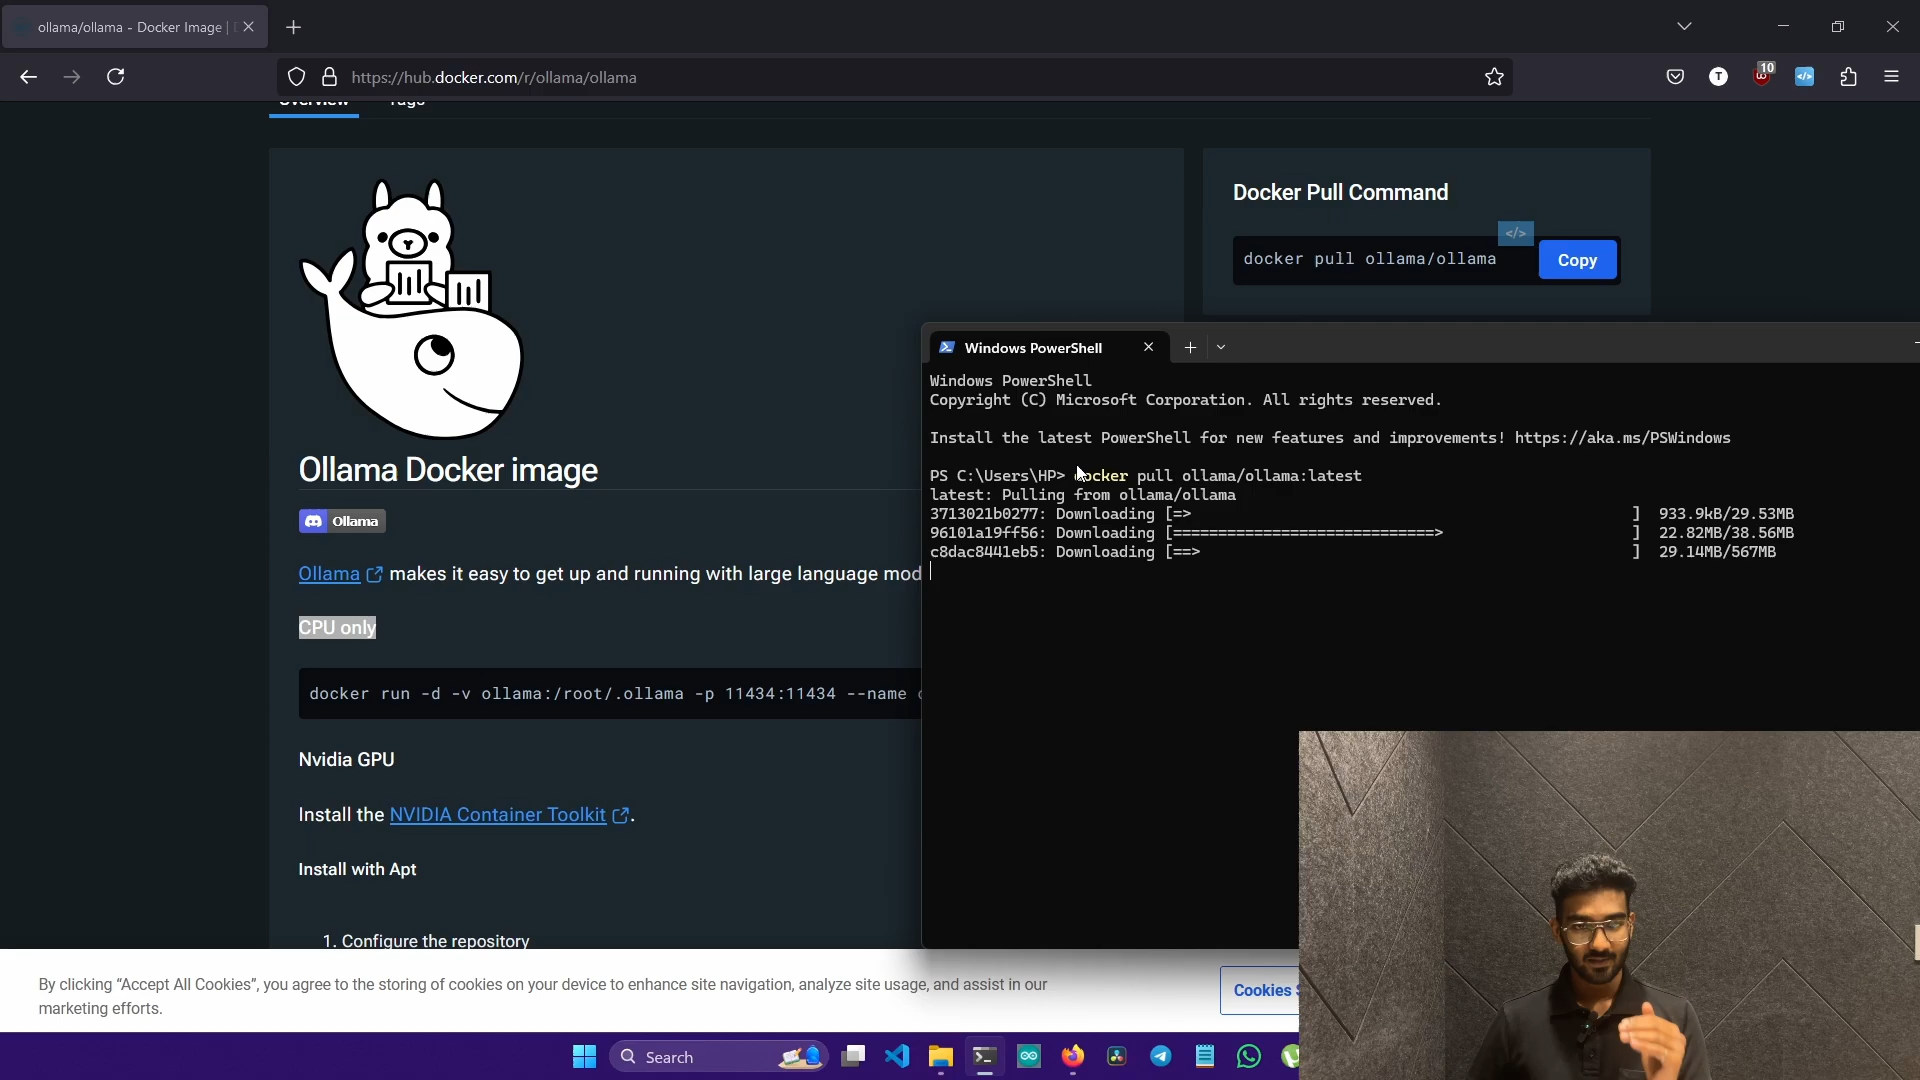 ollama/ollama - Docker Image |
https://hub.docker.com/r/ollama/ollama
10
T
Overview
Tags
Docker Pull Command
</>
docker pull ollama/ollama
Copy
Ollama Docker image
Ollama
Ollama makes it easy to get up and running with large language mod
CPU only
docker run -d -v ollama:/root/.ollama -p 11434:11434 --name
Nvidia GPU
Install the NVIDIA Container Toolkit.
Install with Apt
1. Configure the repository
Windows PowerShell
Windows PowerShell
Copyright (C) Microsoft Corporation. All rights reserved.
Install the latest PowerShell for new features and improvements! https://aka.ms/PSWindows
PS C:\Users\HP> docker pull ollama/ollama:latest
latest: Pulling from ollama/ollama
3713021b0277: Downloading [=> ] 933.9kB/29.53MB
96101a19ff56: Downloading [=============================> ] 22.82MB/38.56MB
c8dac8441eb5: Downloading [==> ] 29.14MB/567MB
By clicking “Accept All Cookies”, you agree to the storing of cookies on your device to enhance site navigation, analyze site usage, and assist in our
marketing efforts.
Cookies
Search